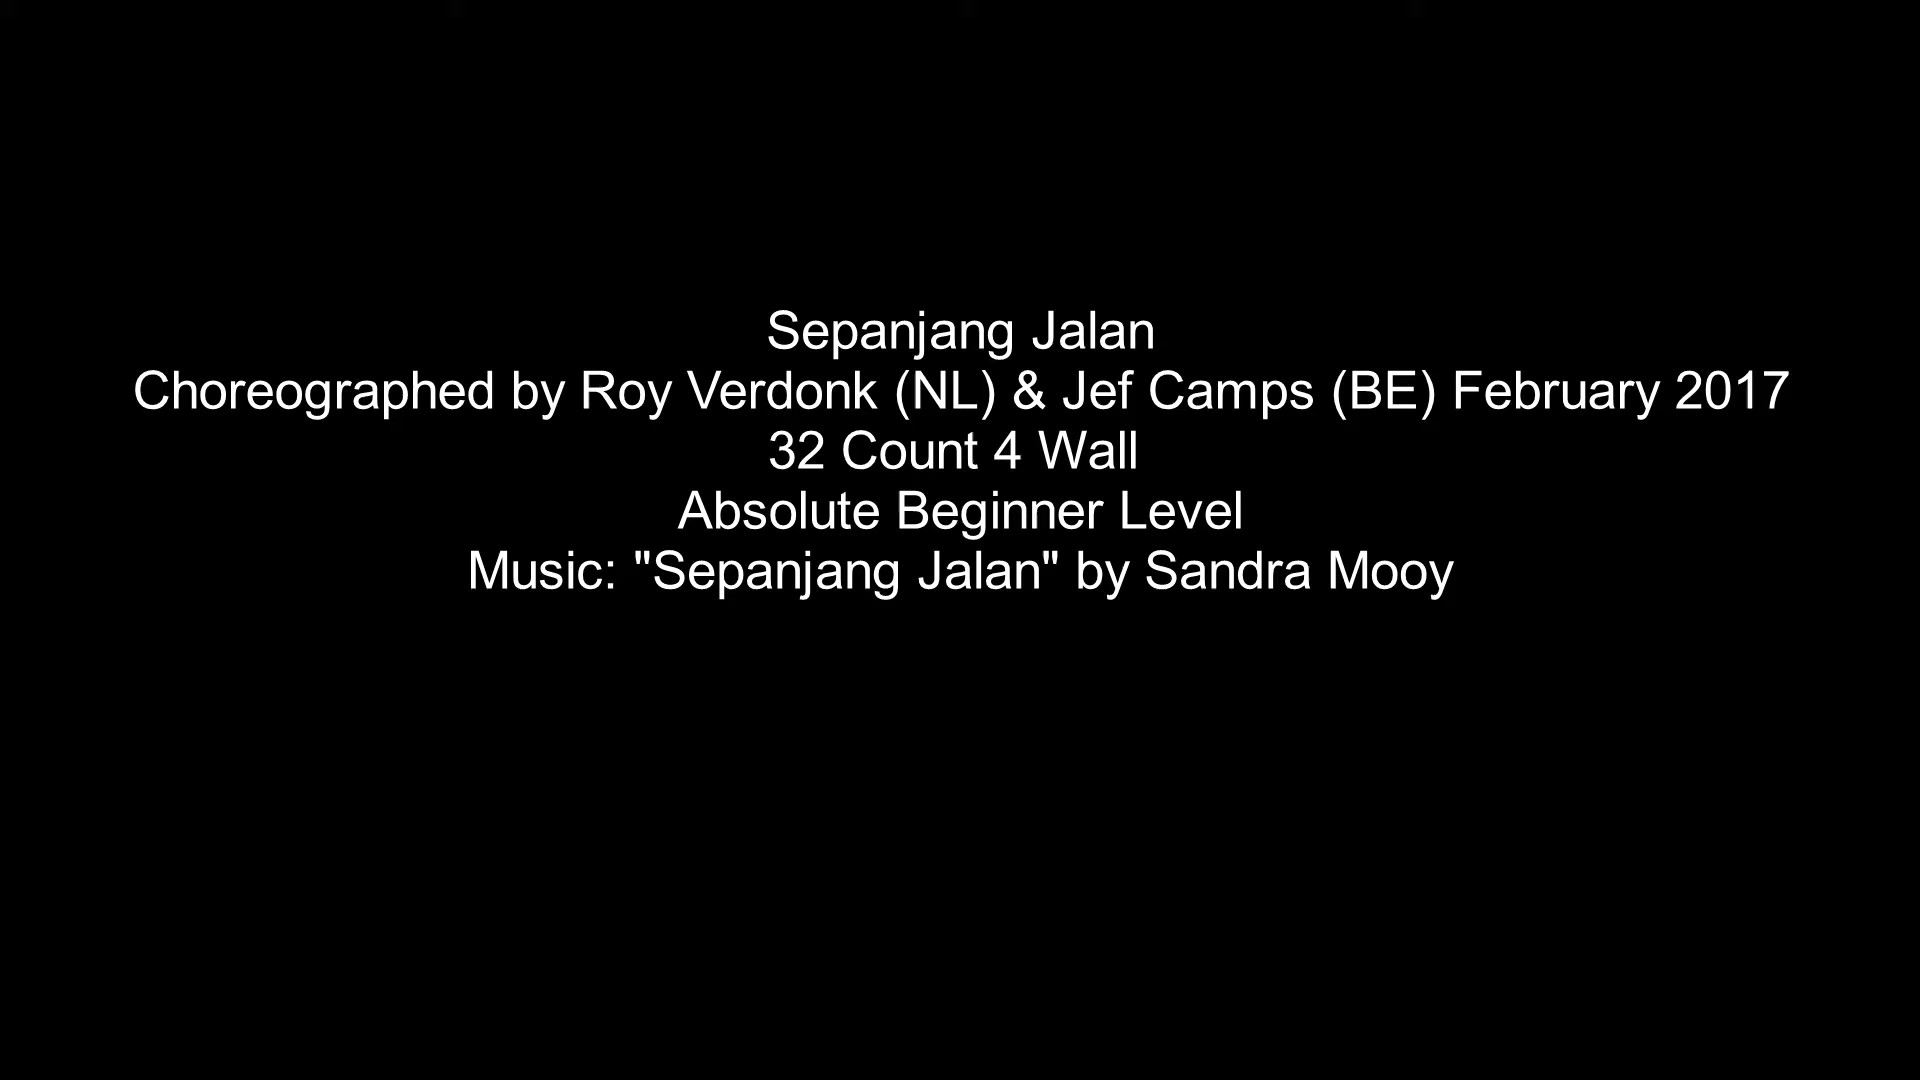 Sepanjang Jalan
Choreographed by Roy Verdonk (NL) & Jef Camps (BE) February 2017
32 Count 4 Wall
Absolute Beginner Level
Music: "Sepanjang Jalan" by Sandra Mooy